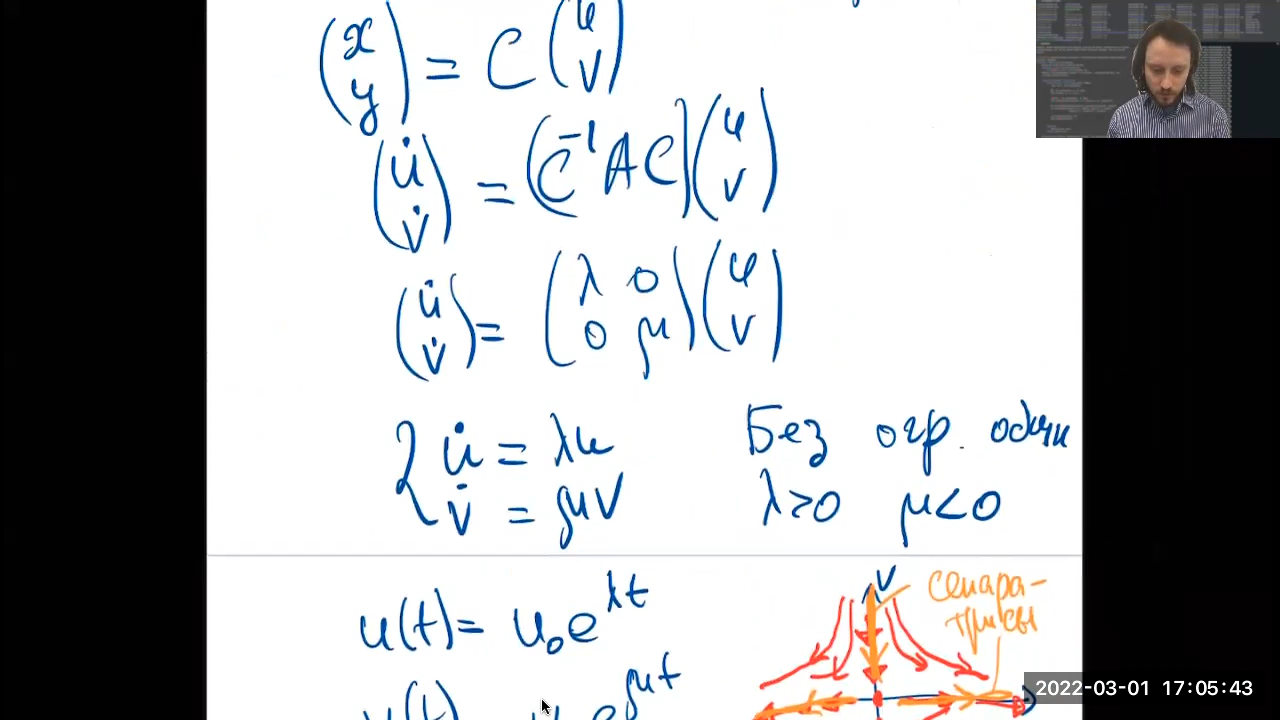 (x y) = C (u v)
(u̇ v̇) = (C⁻¹AC)(u v)
(u̇ v̇) = (λ 0 0 μ)(u v)
{ u̇ = λu
v̇ = μv
Без огр. общн
λ>0 μ<0
u(t) = u₀e^{λt}
v(t) v₀e^{μt}
v
сепара-
трисы
2022-03-01 17:05:43